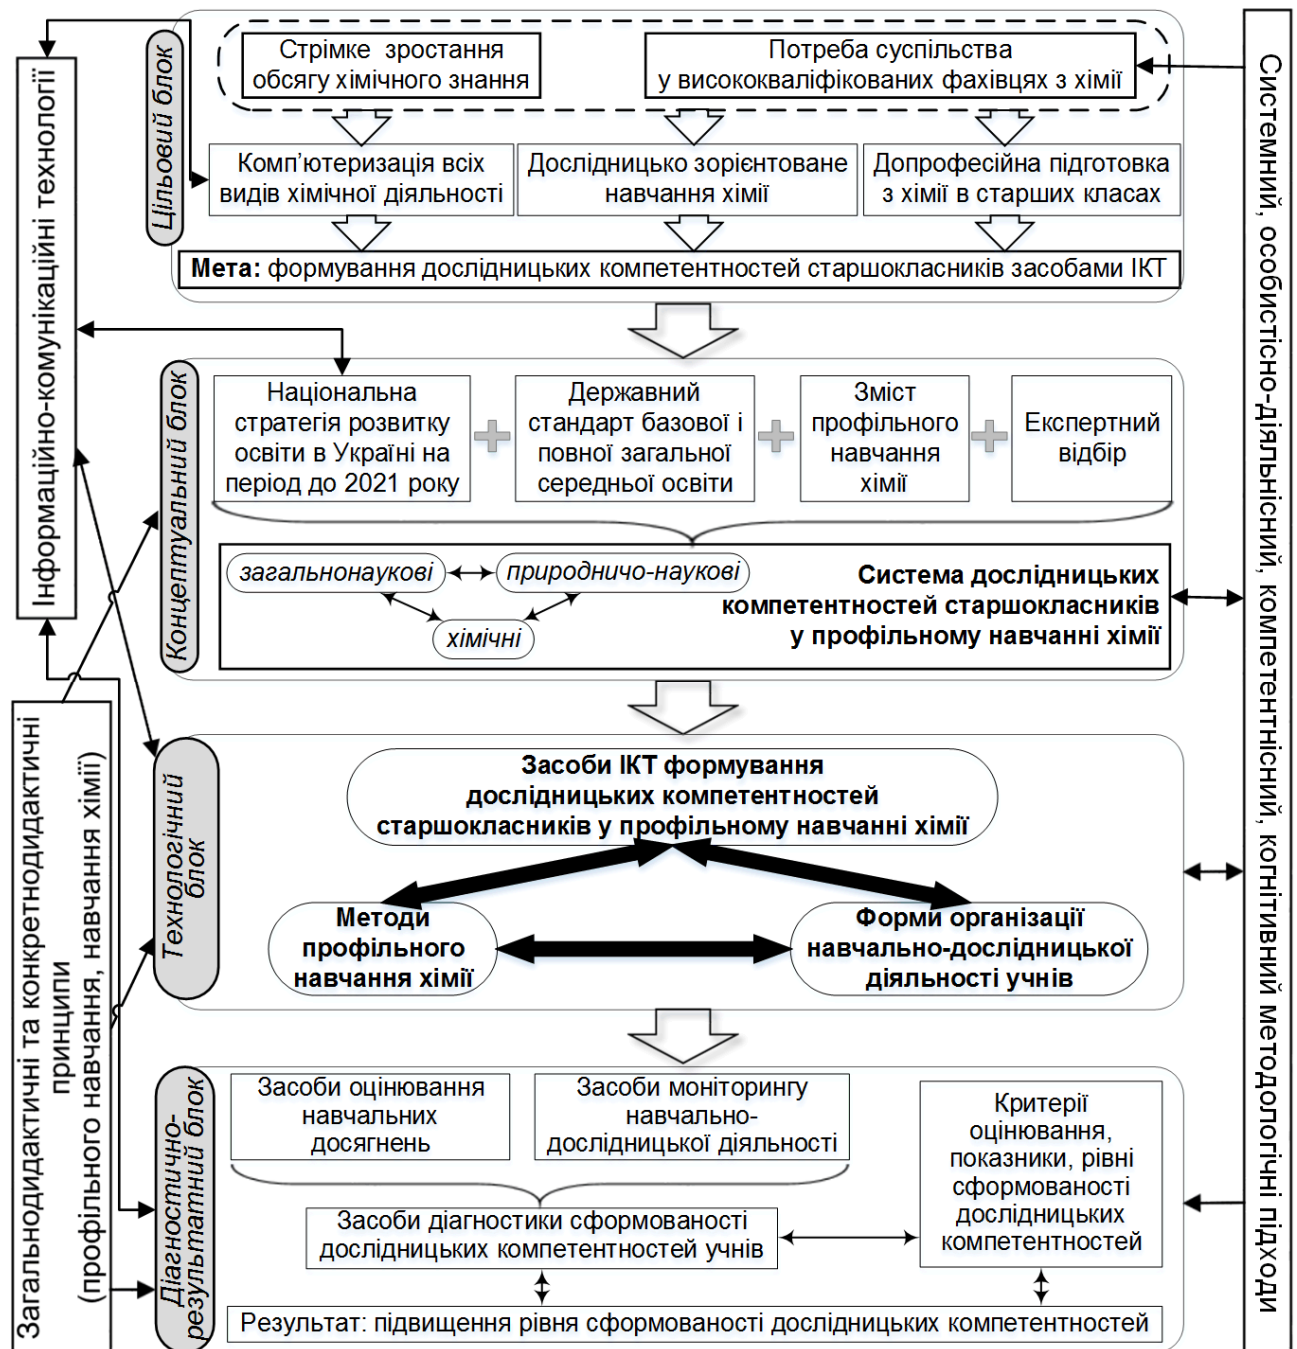 Інформаційно-комунікаційні технології
Загальнодидактичні та конкретнодидактичні
принципи
(профільного навчання, навчання хімії)
Цільовий блок
Стрімке зростання
обсягу хімічного знання
Потреба суспільства
у висококваліфікованих фахівцях з хімії
Комп’ютеризація всіх
видів хімічної діяльності
Дослідницько зорієнтоване
навчання хімії
Допрофесійна підготовка
з хімії в старших класах
Мета: формування дослідницьких компетентностей старшокласників засобами ІКТ
Концептуальний блок
Національна
стратегія розвитку
освіти в Україні на
період до 2021 року
Державний
стандарт базової і
повної загальної
середньої освіти
Зміст
профільного
навчання
хімії
Експертний
відбір
загальнонаукові
природничо-наукові
хімічні
Система дослідницьких
компетентностей старшокласників
у профільному навчанні хімії
Технологічний
блок
Засоби ІКТ формування
дослідницьких компетентностей
старшокласників у профільному навчанні хімії
Методи
профільного
навчання хімії
Форми організації
навчально-дослідницької
діяльності учнів
Діагностично-
результатний блок
Засоби оцінювання
навчальних
досягнень
Засоби моніторингу
навчально-
дослідницької діяльності
Критерії
оцінювання,
показники, рівні
сформованості
дослідницьких
компетентностей
Засоби діагностики сформованості
дослідницьких компетентностей учнів
Результат: підвищення рівня сформованості дослідницьких компетентностей
Системний, особистісно-діяльнісний, компетентнісний, когнітивний методологічні підходи